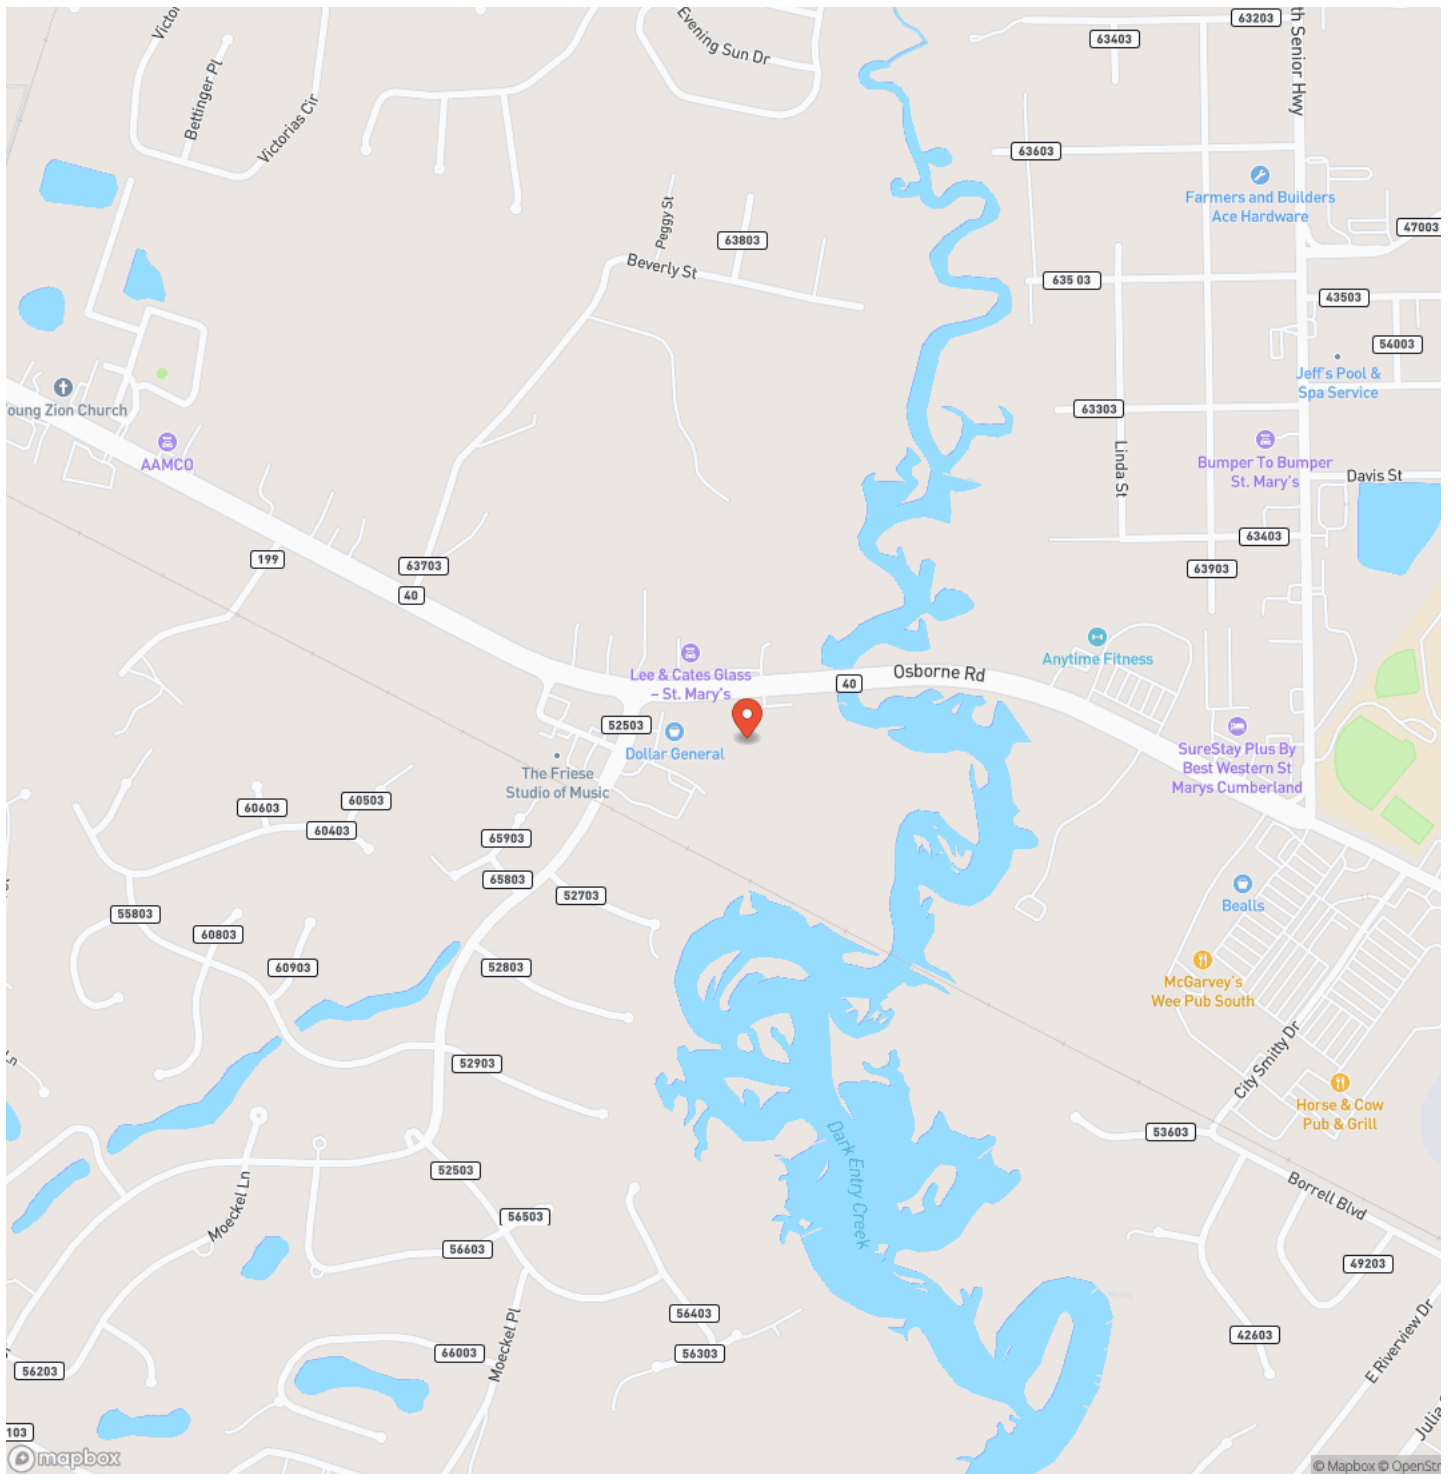 Evening Sun Dr
63203
63403
th Senior Hwy
Victor
Bettinger Pl
Victorias Cir
63603
Farmers and Builders
Ace Hardware
47003
Peggy St
63803
Beverly St
635 03
43503
54003
Jeff's Pool &
Spa Service
oung Zion Church
63303
AAMCO
Linda St
Bumper To Bumper
St. Mary's
Davis St
63403
199
63703
63903
40
Anytime Fitness
Lee & Cates Glass
– St. Mary's
40
Osborne Rd
52503
Dollar General
SureStay Plus By
Best Western St
Marys Cumberland
The Friese
Studio of Music
60603
60503
60403
65903
65803
52703
Bealls
55803
60803
60903
52803
McGarvey's
Wee Pub South
City Smitty Dr
Ln
52903
Horse & Cow
Pub & Grill
53603
Dark Entry Creek
52503
Moeckel Ln
Borrell Blvd
56503
56603
49203
56403
42603
E Riverview Dr
56303
66003
Moeckel Pl
56203
Julia
103
mapbox
© Mapbox © OpenStr